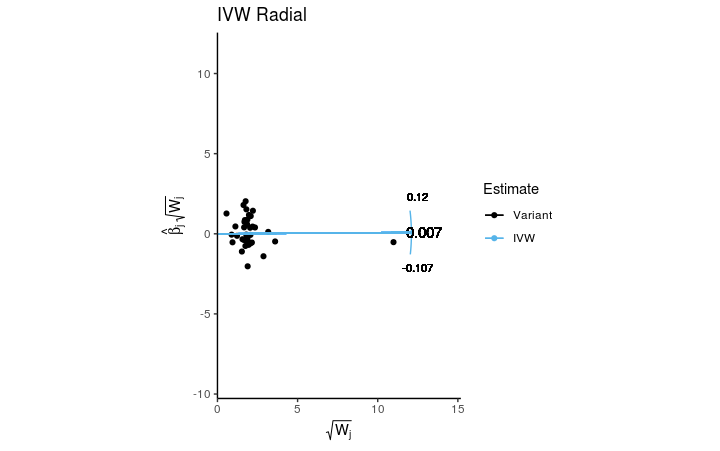 IVW Radial
10
5
0
-5
-10
β̂j√Wj
0.12
0.007
-0.107
0
5
10
15
√Wj
Estimate
Variant
IVW